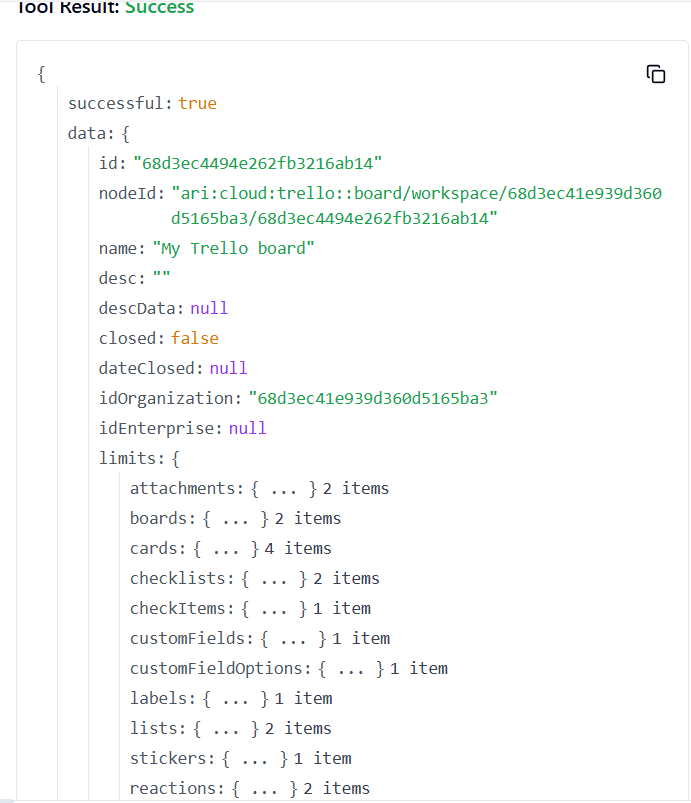 Tool Result: Success
{
successful: true
data: {
id: "68d3ec4494e262fb3216ab14"
nodeId: "ari:cloud:trello::board/workspace/68d3ec41e939d360
d5165ba3/68d3ec4494e262fb3216ab14"
name: "My Trello board"
desc: ""
descData: null
closed: false
dateClosed: null
idOrganization: "68d3ec41e939d360d5165ba3"
idEnterprise: null
limits: {
attachments: { ... } 2 items
boards: { ... } 2 items
cards: { ... } 4 items
checklists: { ... } 2 items
checkItems: { ... } 1 item
customFields: { ... } 1 item
customFieldOptions: { ... } 1 item
labels: { ... } 1 item
lists: { ... } 2 items
stickers: { ... } 1 item
reactions: { ... } 2 items